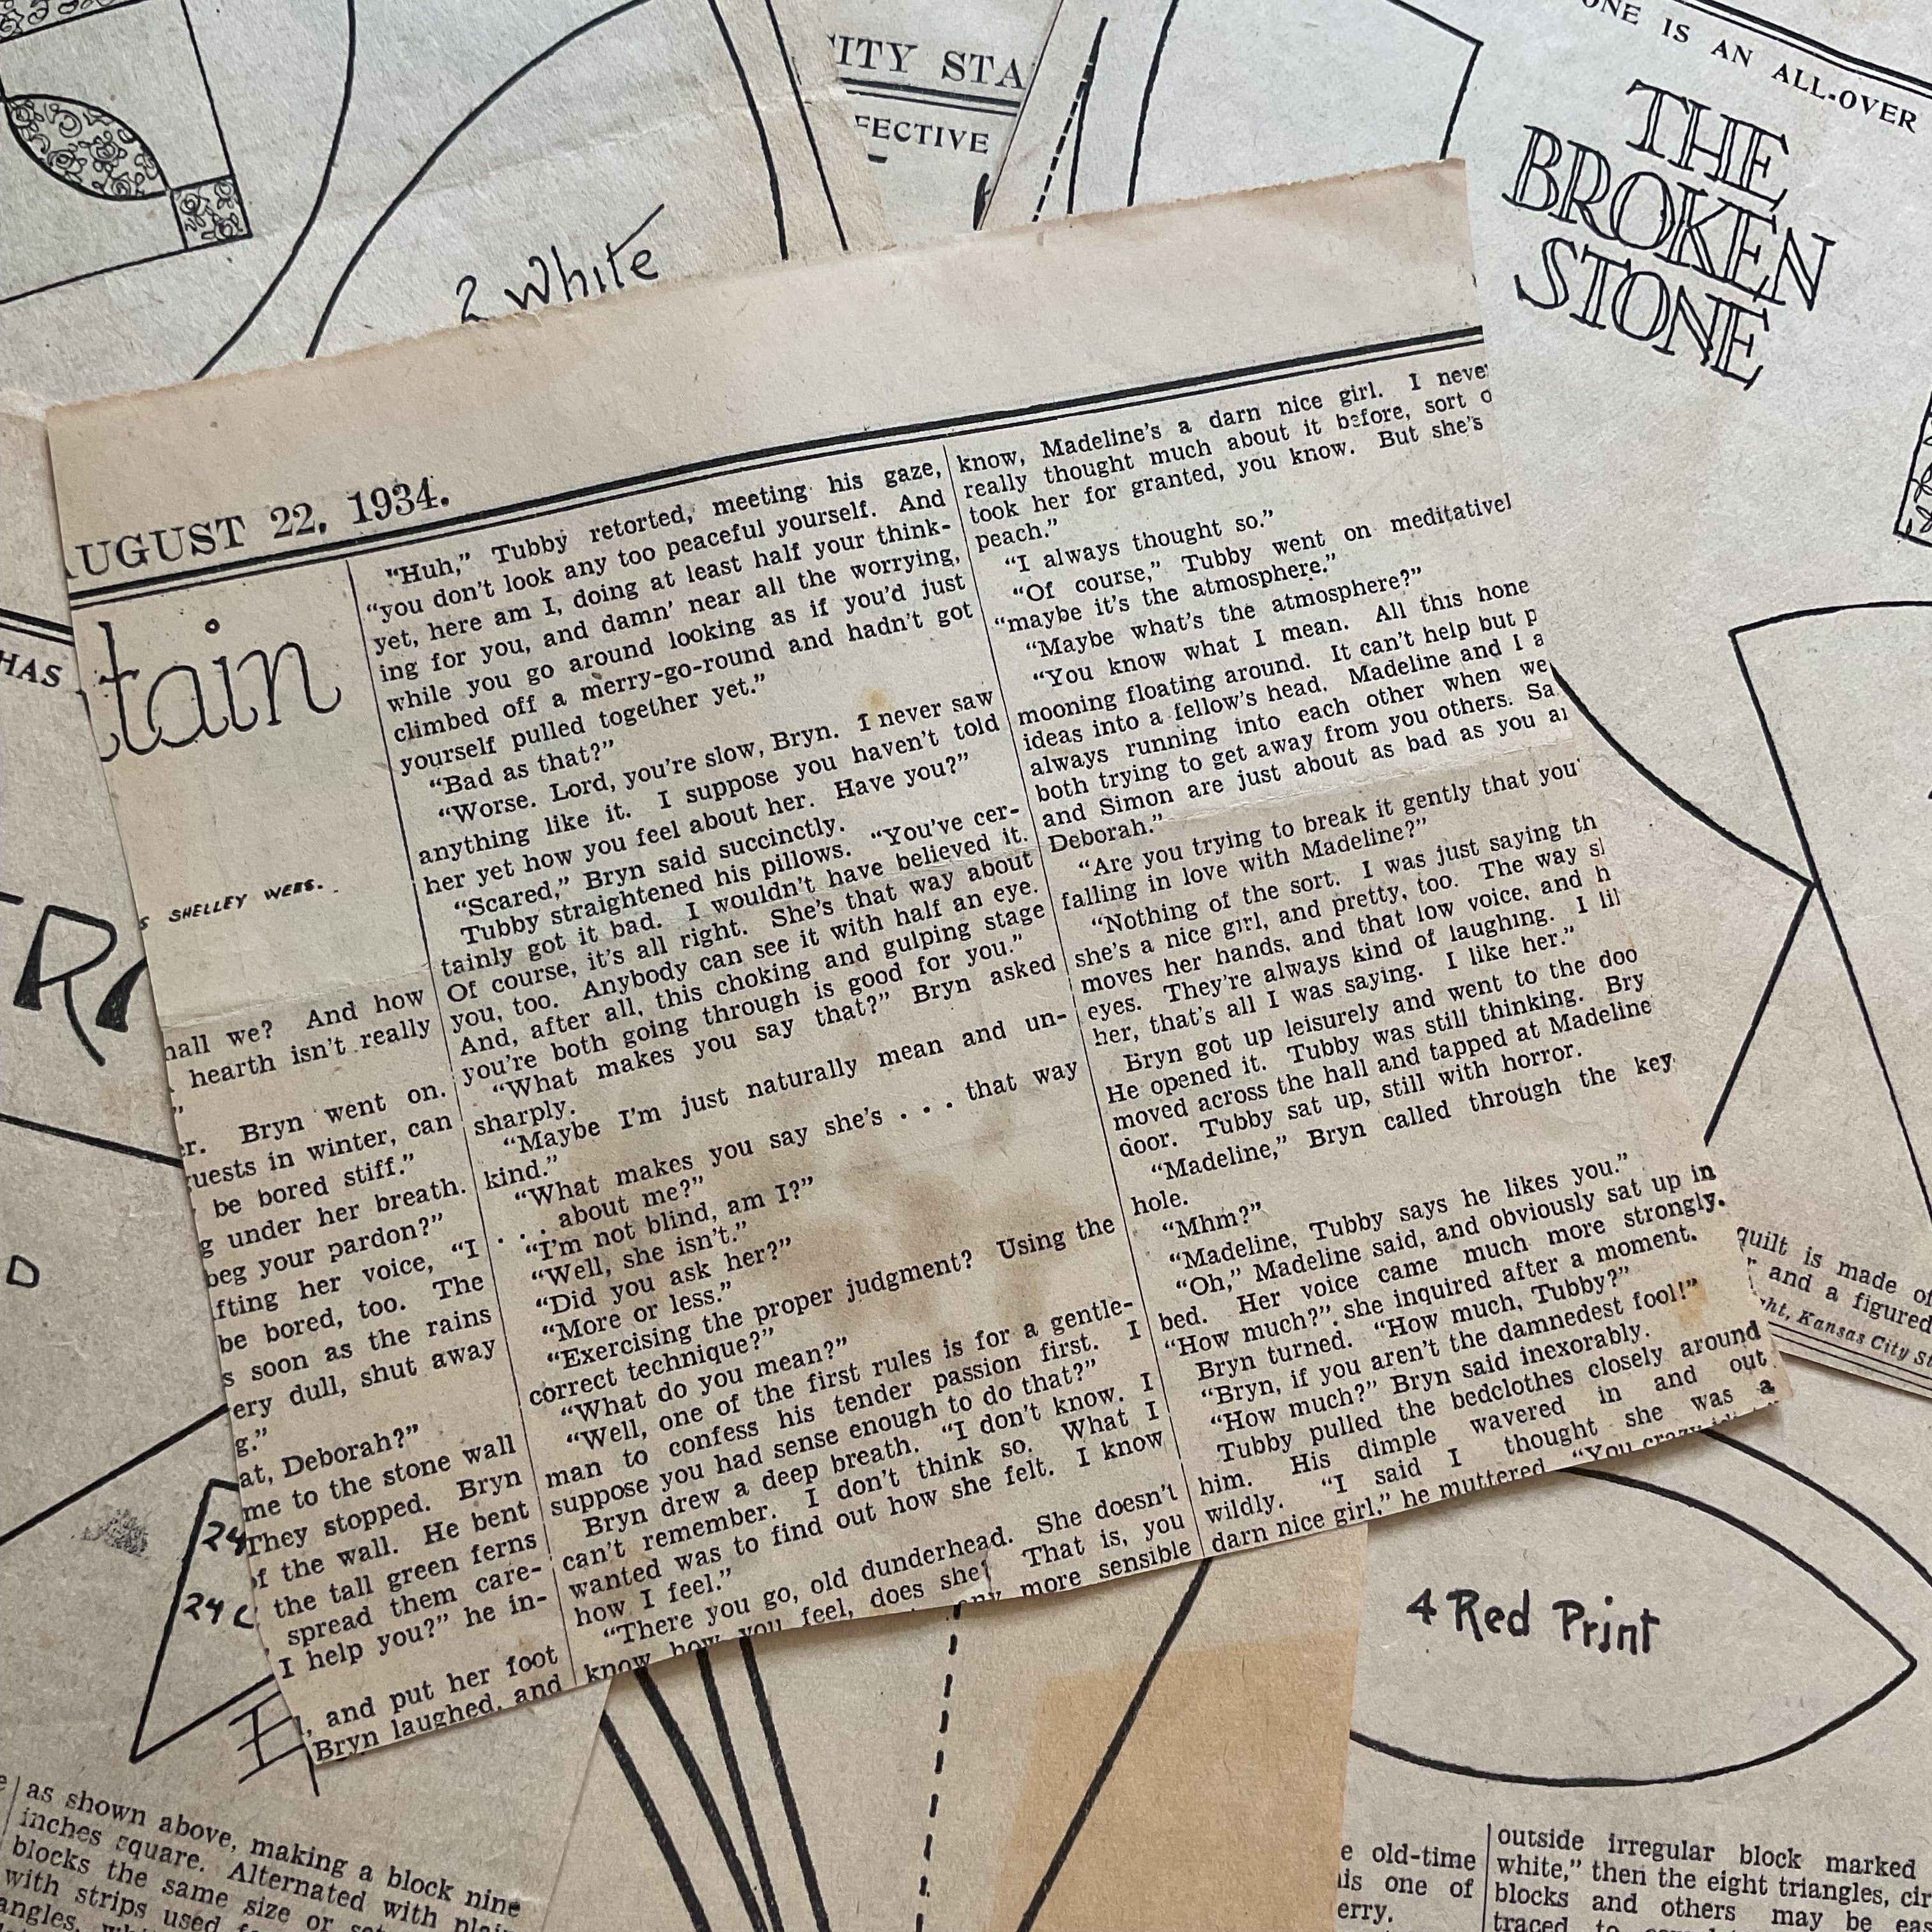 CITY STA
FECTIVE
ONE IS AN ALL-OVER
THE
BROKEN
STONE
2 White
HAS
AUGUST 22, 1934.
tain
SHELLEY WEBS.
hall we? And how
hearth isn't really
Bryn went on.
guests in winter, can
be bored stiff."
under her breath.
beg your pardon?"
fting her voice, "I
be bored, too. The
s soon as the rains
ery dull, shut away
g."
at, Deborah?"
me to the stone wall
They stopped. Bryn
of the wall. He bent
the tall green ferns
spread them care-
I help you?" he in-
, and put her foot
Bryn laughed, and
"Huh," Tubby retorted, meeting his gaze,
"you don't look any too peaceful yourself. And
yet, here am I, doing at least half your think-
ing for you, and damn' near all the worrying,
while you go around looking as if you'd just
climbed off a merry-go-round and hadn't got
yourself pulled together yet."
"Bad as that?"
"Worse. Lord, you're slow, Bryn. I never saw
anything like it. I suppose you haven't told
her yet how you feel about her. Have you?"
"Scared," Bryn said succinctly.
Tubby straightened his pillows. "You've cer-
tainly got it bad. I wouldn't have believed it.
Of course, it's all right. She's that way about
you, too. Anybody can see it with half an eye.
And, after all, this choking and gulping stage
you're both going through is good for you."
"What makes you say that?" Bryn asked
sharply.
"Maybe I'm just naturally mean and un-
kind."
"What makes you say she's . . . that way
. . . about me?"
"I'm not blind, am I?"
"Well, she isn't."
"Did you ask her?"
"More or less."
"Exercising the proper judgment? Using the
correct technique?"
"What do you mean?"
"Well, one of the first rules is for a gentle-
man to confess his tender passion first. I
suppose you had sense enough to do that?"
Bryn drew a deep breath. "I don't know. I
can't remember. I don't think so. What I
wanted was to find out how she felt. I know
how I feel."
"There you go, old dunderhead. She doesn't
know how you feel, does she? That is, you
any more sensible
know, Madeline's a darn nice girl. I never
really thought much about it before, sort o
took her for granted, you know. But she's
peach."
"I always thought so."
"Of course," Tubby went on meditativel
"maybe it's the atmosphere."
"Maybe what's the atmosphere?"
"You know what I mean. All this hone
mooning floating around. It can't help but p
ideas into a fellow's head. Madeline and I a
always running into each other when we
both trying to get away from you others. Sa
and Simon are just about as bad as you a
Deborah."
"Are you trying to break it gently that you'
falling in love with Madeline?"
"Nothing of the sort. I was just saying th
she's a nice girl, and pretty, too. The way s
moves her hands, and that low voice, and h
eyes. They're always kind of laughing. I li
her, that's all I was saying. I like her."
Bryn got up leisurely and went to the doo
He opened it. Tubby was still thinking. Bry
moved across the hall and tapped at Madeline
door. Tubby sat up, still with horror.
"Madeline," Bryn called through the key
hole.
"Mhm?"
"Madeline, Tubby says he likes you."
"Oh," Madeline said, and obviously sat up in
bed. Her voice came much more strongly.
"How much?" she inquired after a moment.
Bryn turned. "How much, Tubby?"
"Bryn, if you aren't the damnedest fool!"
"How much?" Bryn said inexorably.
Tubby pulled the bedclothes closely around
him. His dimple wavered in and out
wildly. "I said I thought she was a
darn nice girl," he muttered. "You crazy
quilt is made of
and a figured
ht, Kansas City St
24
24 C
4 Red Print
as shown above, making a block nine
inches square. Alternated with plain
blocks the same size or set
with strips used
angles,
e old-time
is one of
erry.
outside irregular block marked
white," then the eight triangles, cir
blocks and others may be eas
traced to